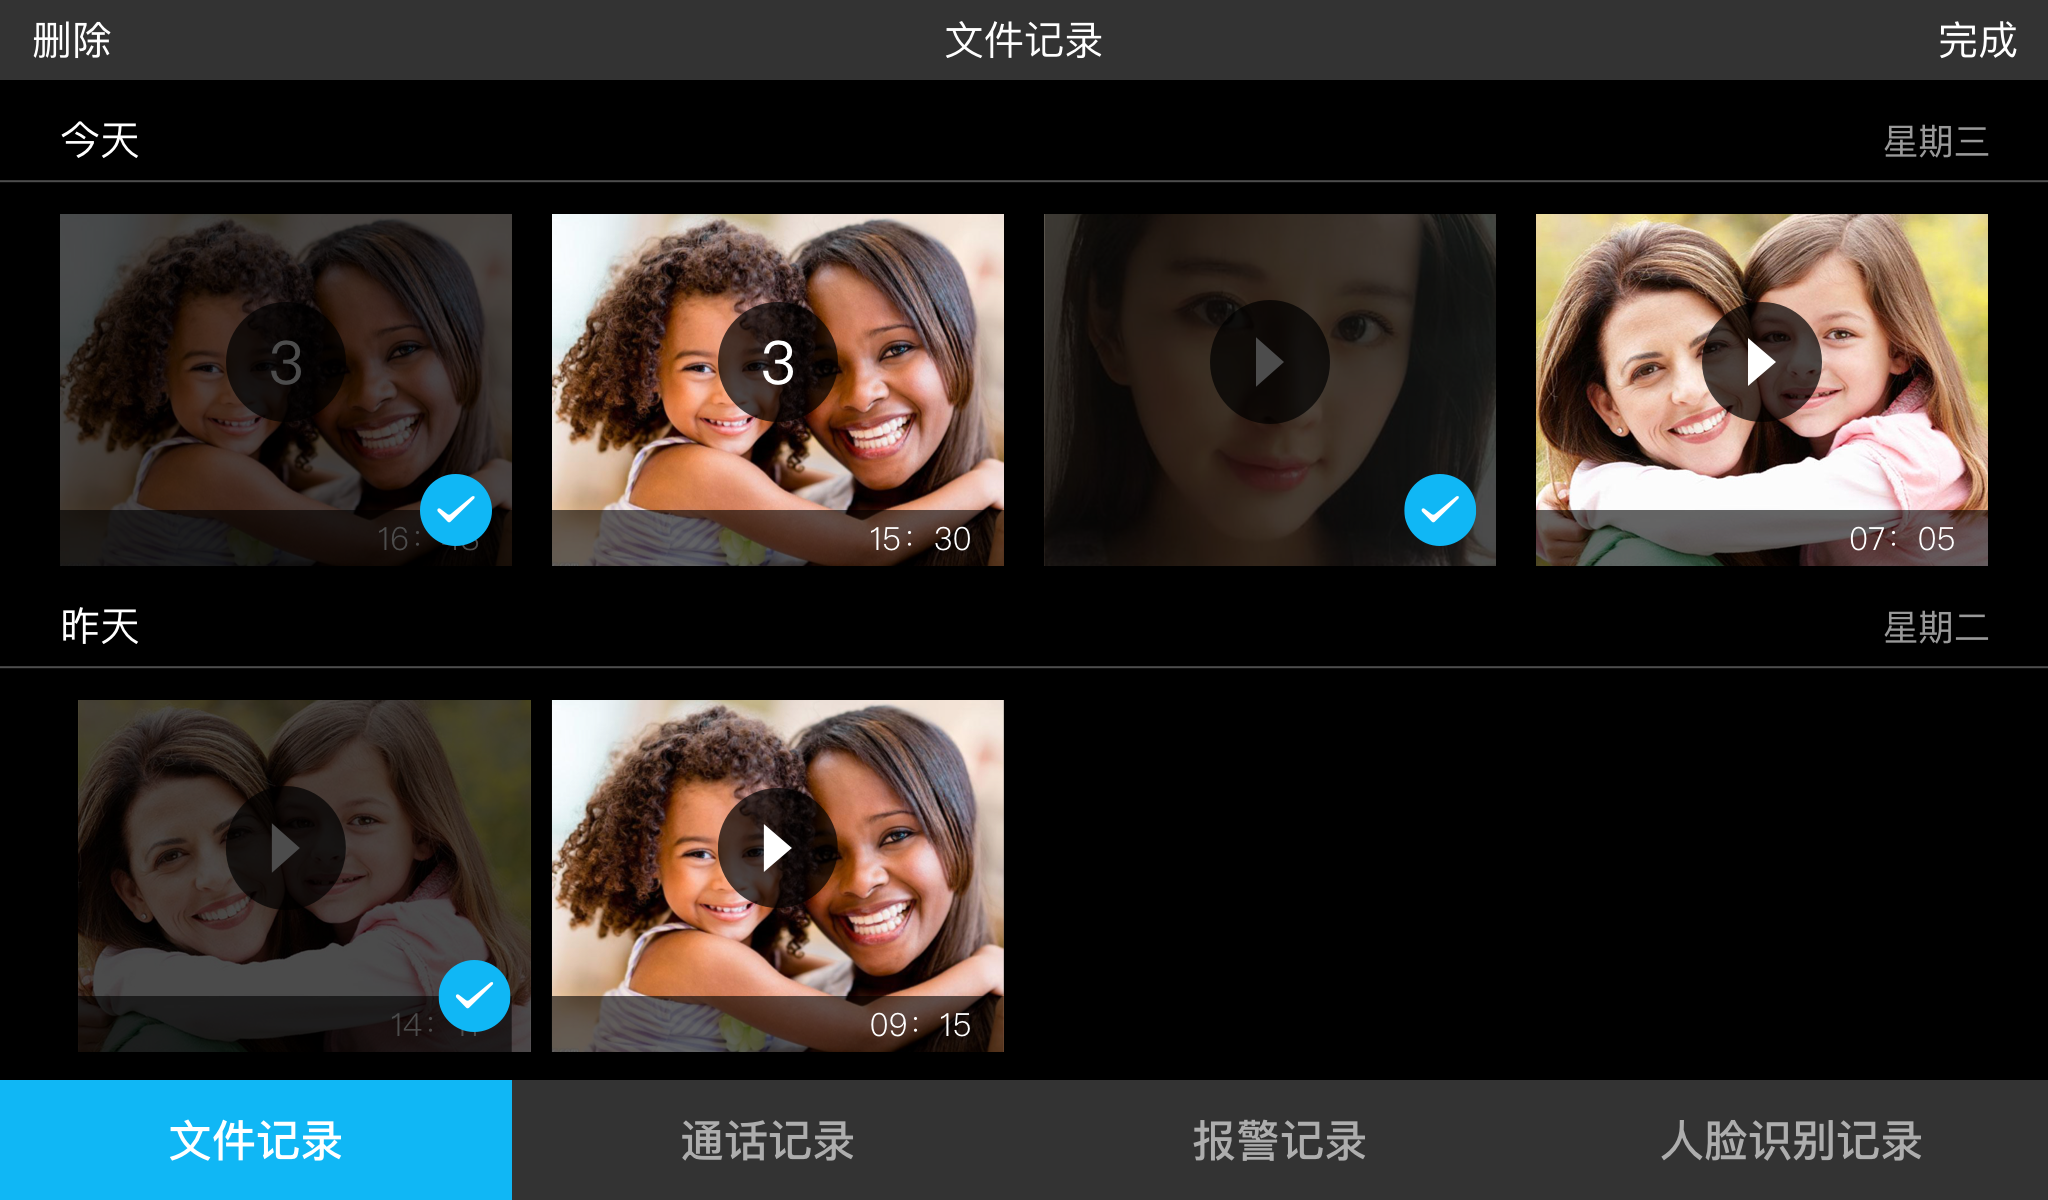 删除 文件记录 完成
今天 星期三
3 3
16: 15: 30 07: 05
昨天 星期二
14: 09: 15
文件记录 通话记录 报警记录 人脸识别记录